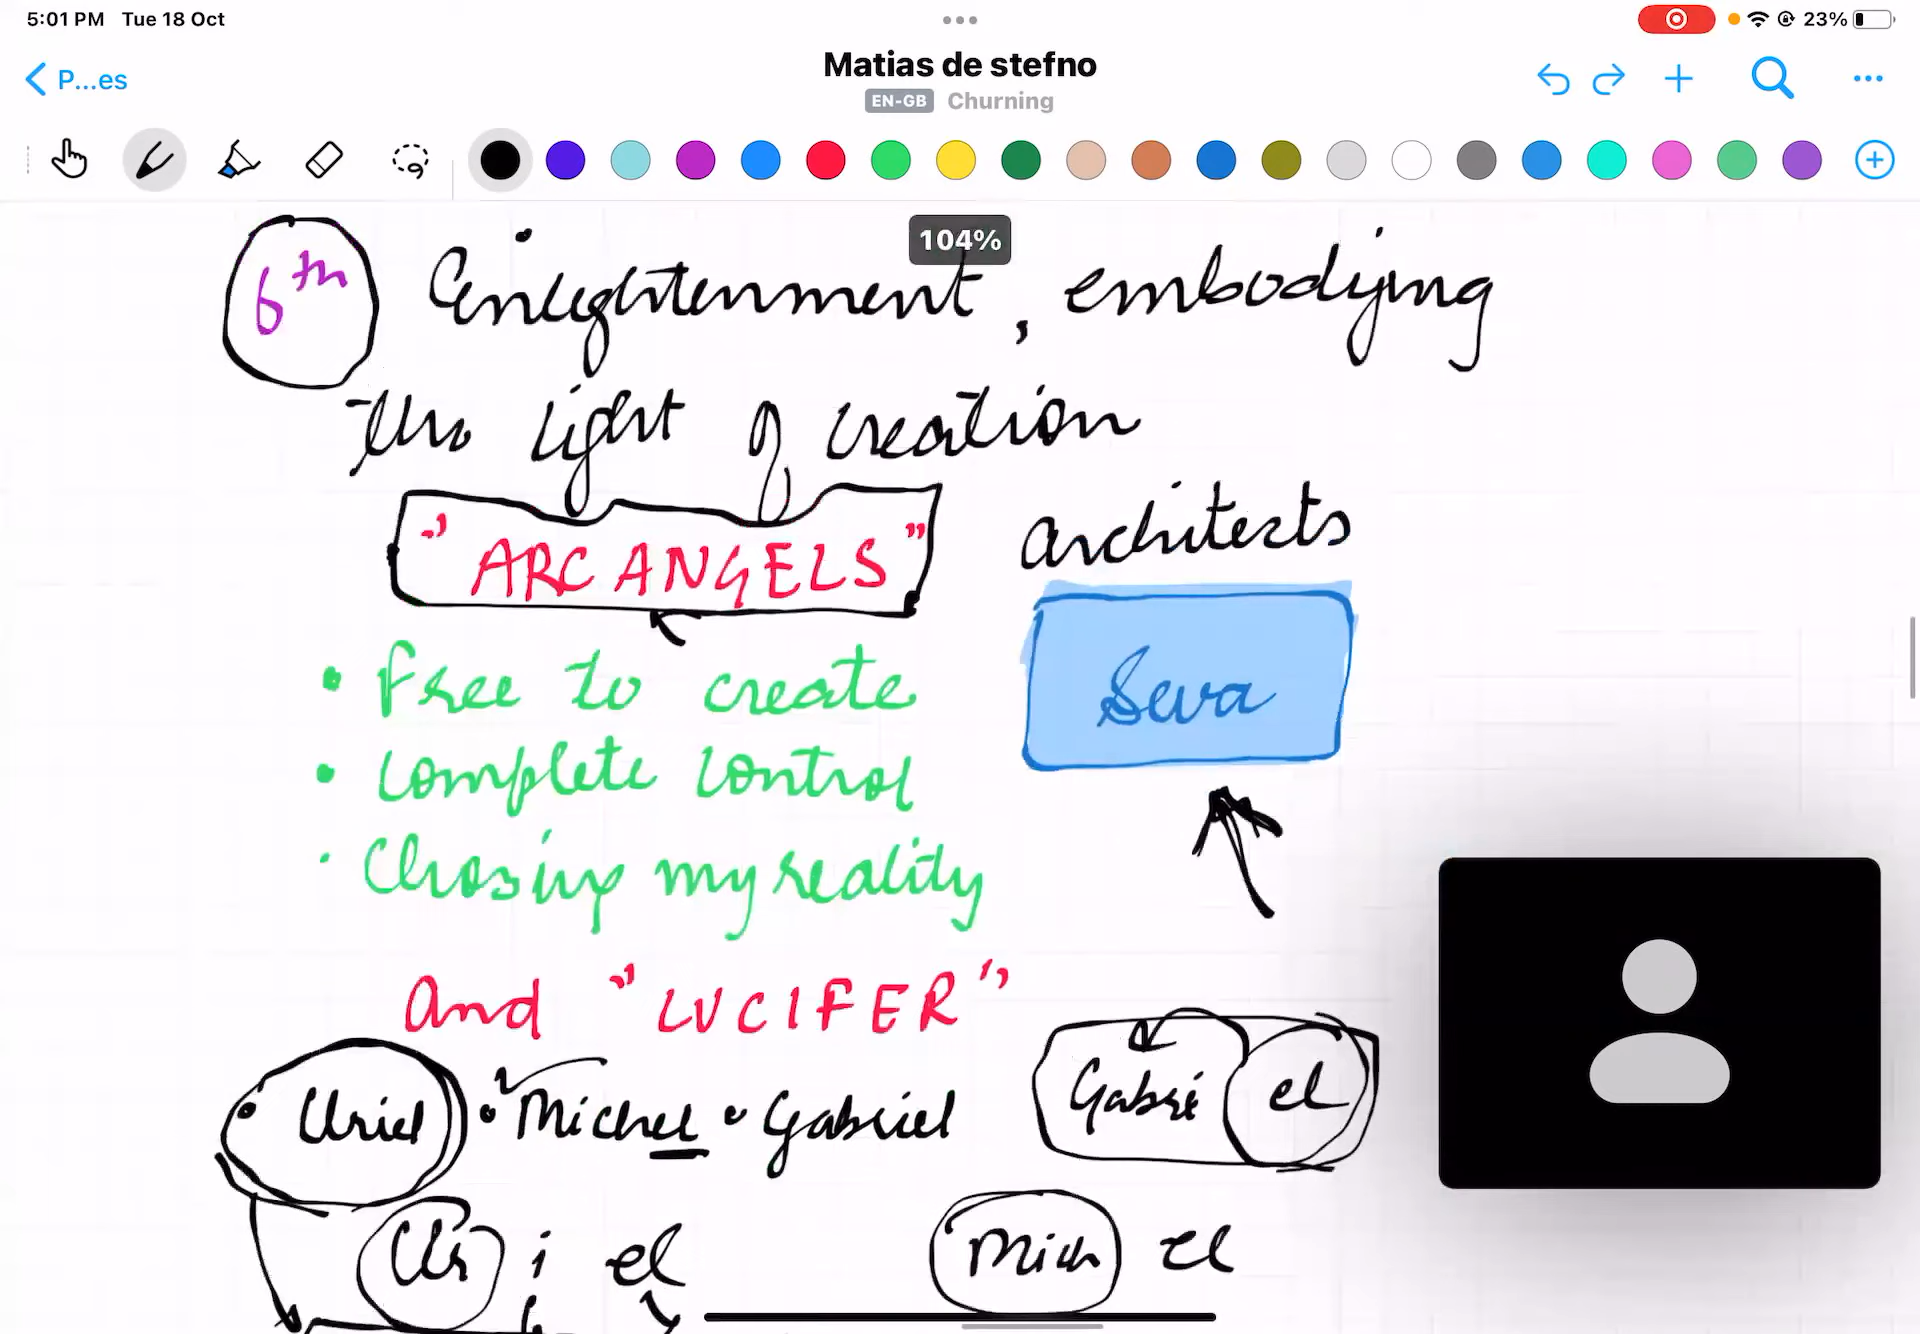 5:01 PM Tue 18 Oct
23%
P...es
Matias de stefno
EN-GB Churning
104%
6th Enlightenment, embodying
the light of creation
" ARC ANGELS " architects
Seva
• free to create
• complete control
• Chosing my reality
And "LUCIFER"
• Uriel • Michel • Gabriel
Gabri el
Ur i el
Mich el